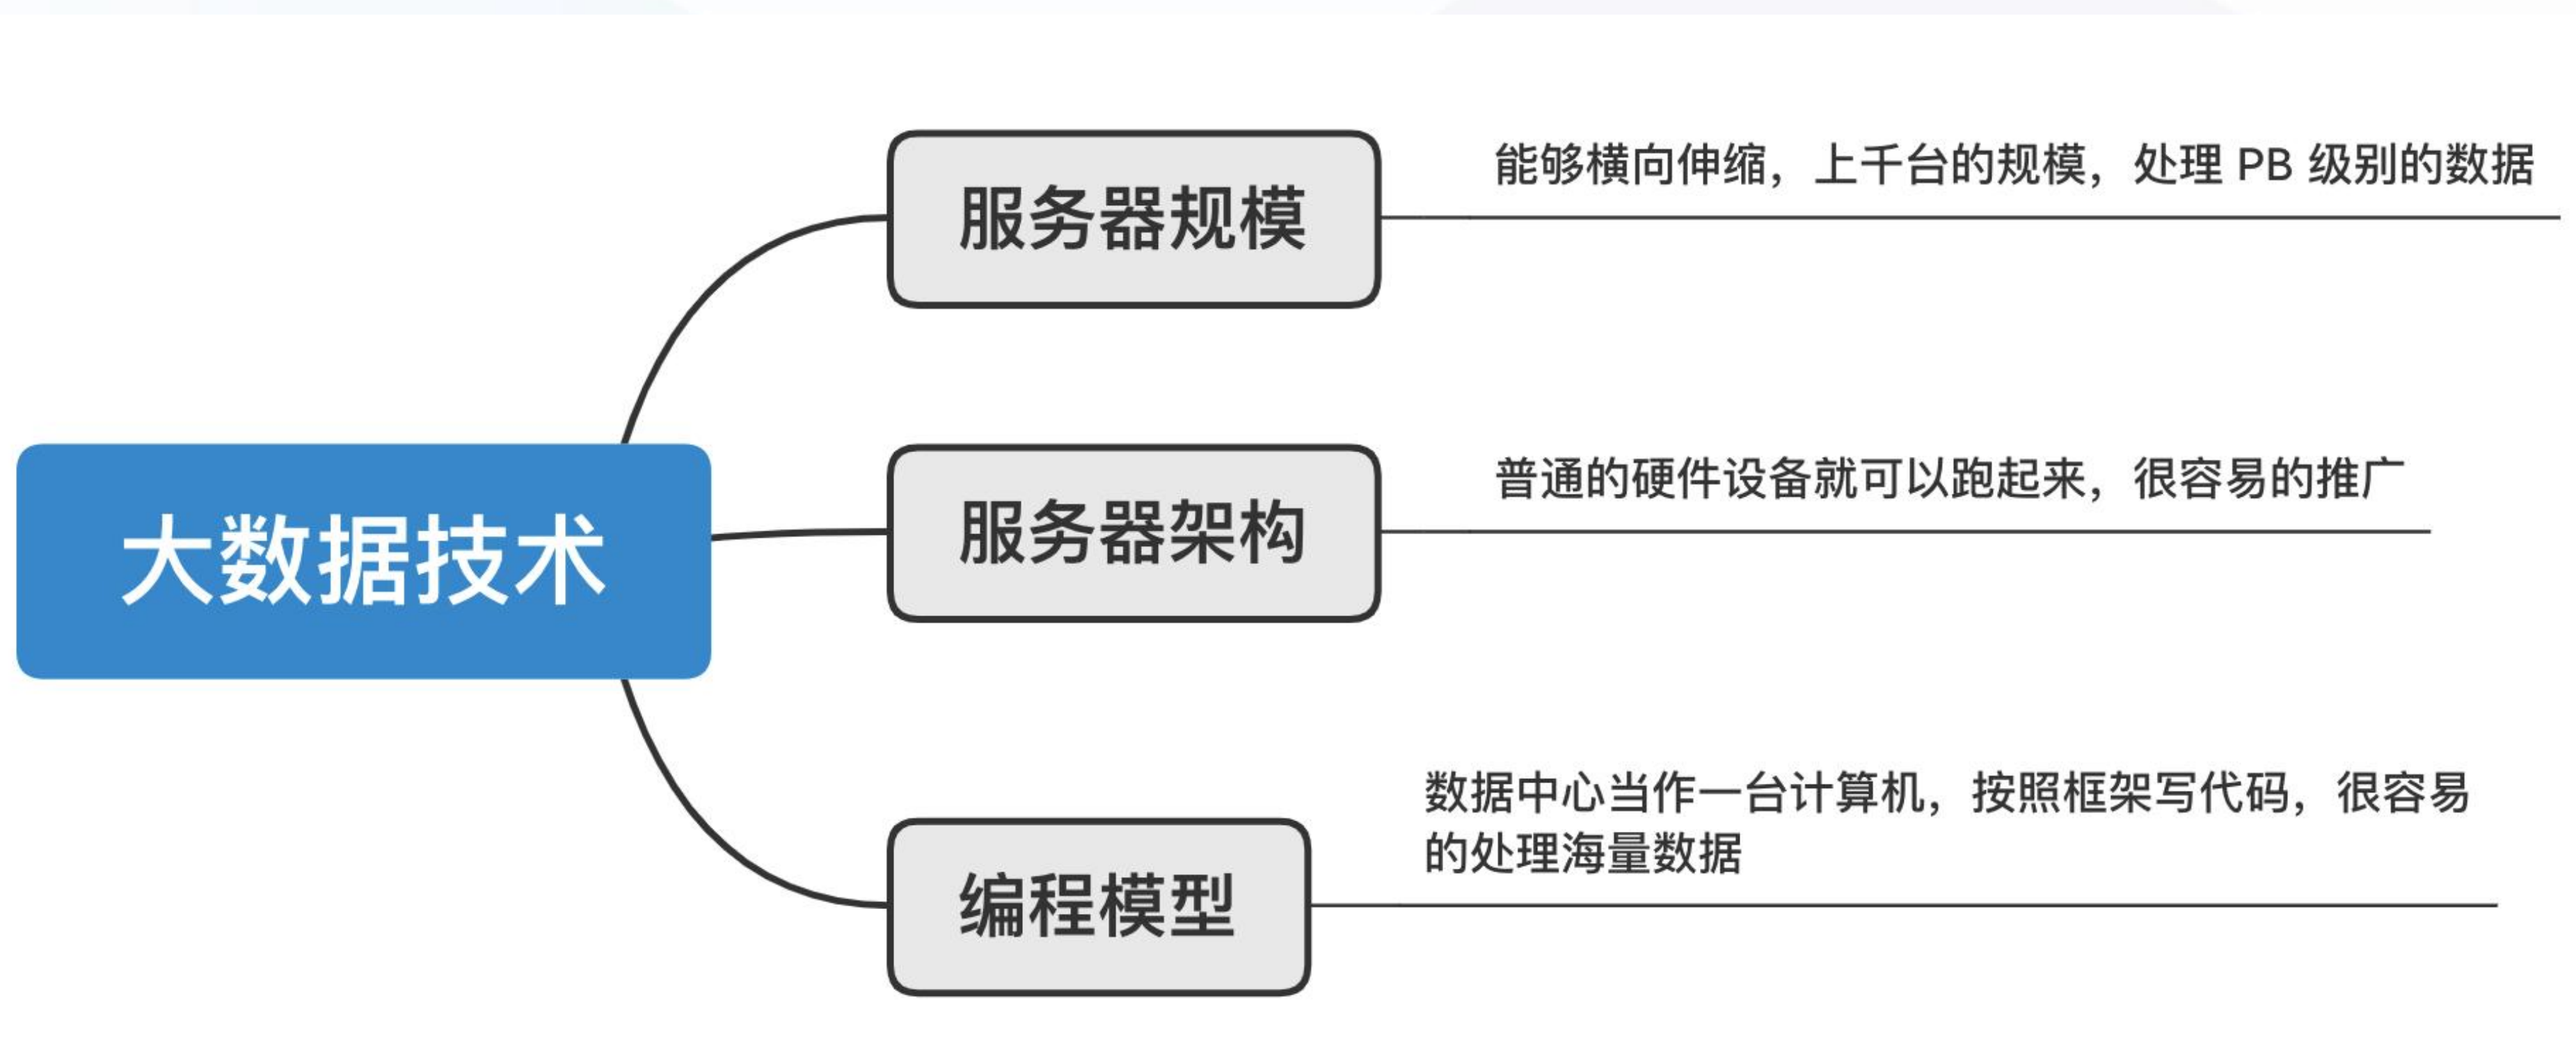 服务器规模
能够横向伸缩，上千台的规模，处理 PB 级别的数据
大数据技术
服务器架构
普通的硬件设备就可以跑起来，很容易的推广
编程模型
数据中心当作一台计算机，按照框架写代码，很容易
的处理海量数据